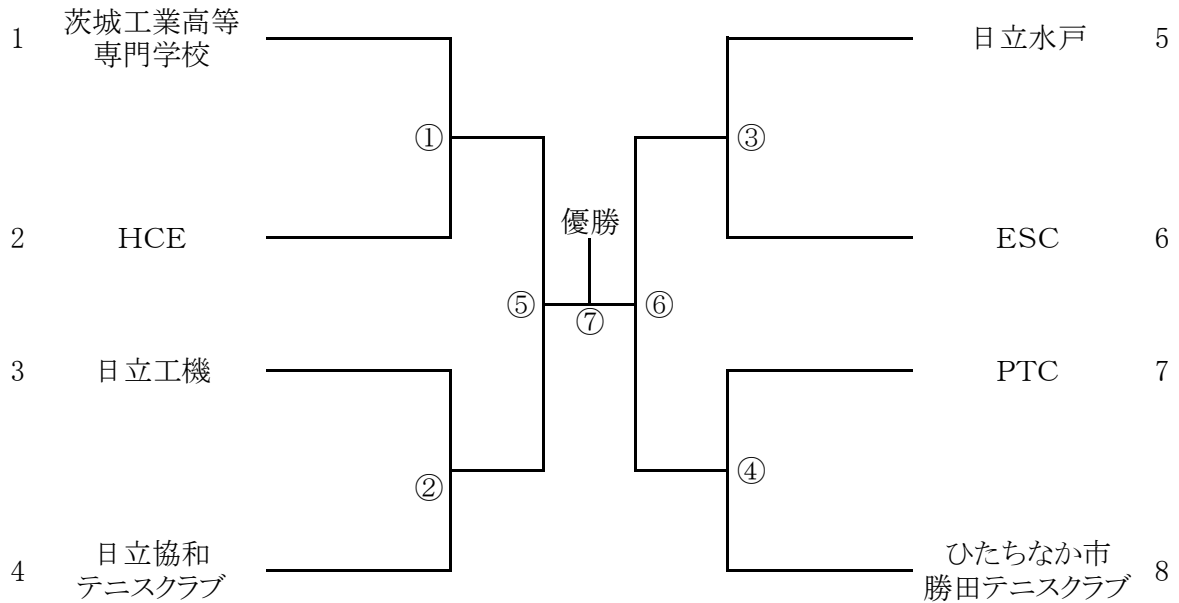 1 茨城工業高等
専門学校
日立水戸 5
① ③
2 HCE
優勝
ESC 6
⑤ ⑦ ⑥
3 日立工機
PTC 7
② ④
4 日立協和
テニスクラブ
ひたちなか市
勝田テニスクラブ 8